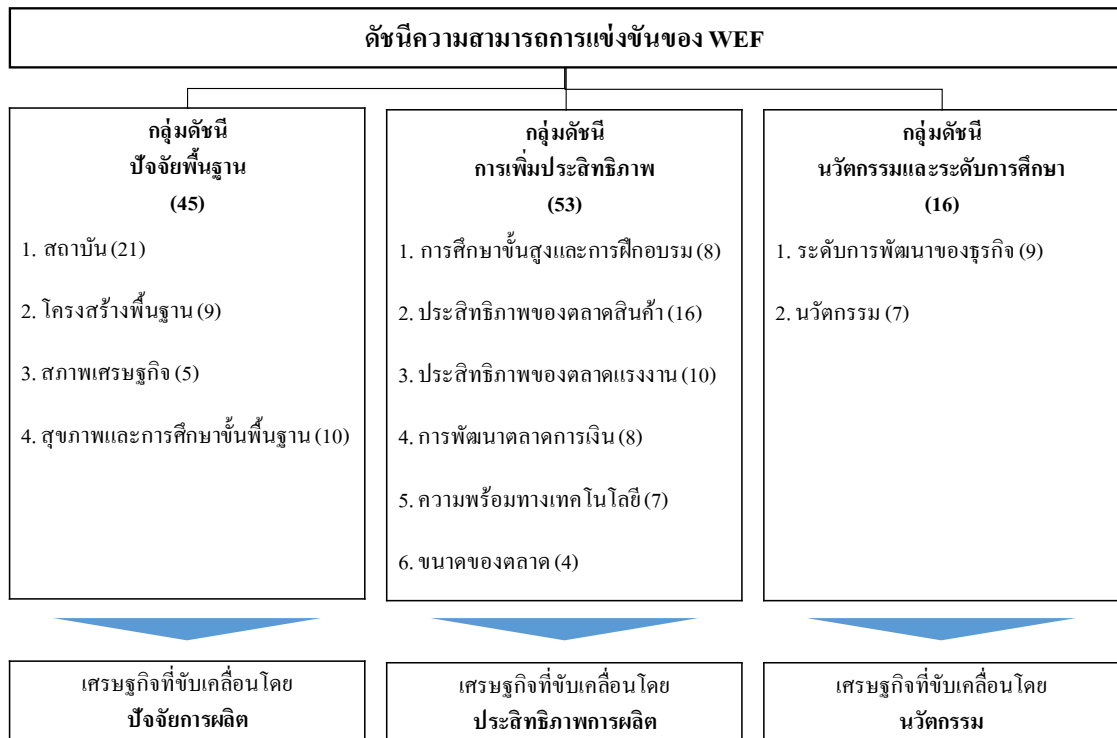 ดัชนีความสามารถการแข่งขันของ WEF
กลุ่มดัชนี
ปัจจัยพื้นฐาน
(45)
1. สถาบัน (21)
2. โครงสร้างพื้นฐาน (9)
3. สภาพเศรษฐกิจ (5)
4. สุขภาพและการศึกษาขั้นพื้นฐาน (10)
กลุ่มดัชนี
การเพิ่มประสิทธิภาพ
(53)
1. การศึกษาขั้นสูงและการฝึกอบรม (8)
2. ประสิทธิภาพของตลาดสินค้า (16)
3. ประสิทธิภาพของตลาดแรงงาน (10)
4. การพัฒนาตลาดการเงิน (8)
5. ความพร้อมทางเทคโนโลยี (7)
6. ขนาดของตลาด (4)
กลุ่มดัชนี
นวัตกรรมและระดับการศึกษา
(16)
1. ระดับการพัฒนาของธุรกิจ (9)
2. นวัตกรรม (7)
เศรษฐกิจที่ขับเคลื่อนโดย
ปัจจัยการผลิต
เศรษฐกิจที่ขับเคลื่อนโดย
ประสิทธิภาพการผลิต
เศรษฐกิจที่ขับเคลื่อนโดย
นวัตกรรม